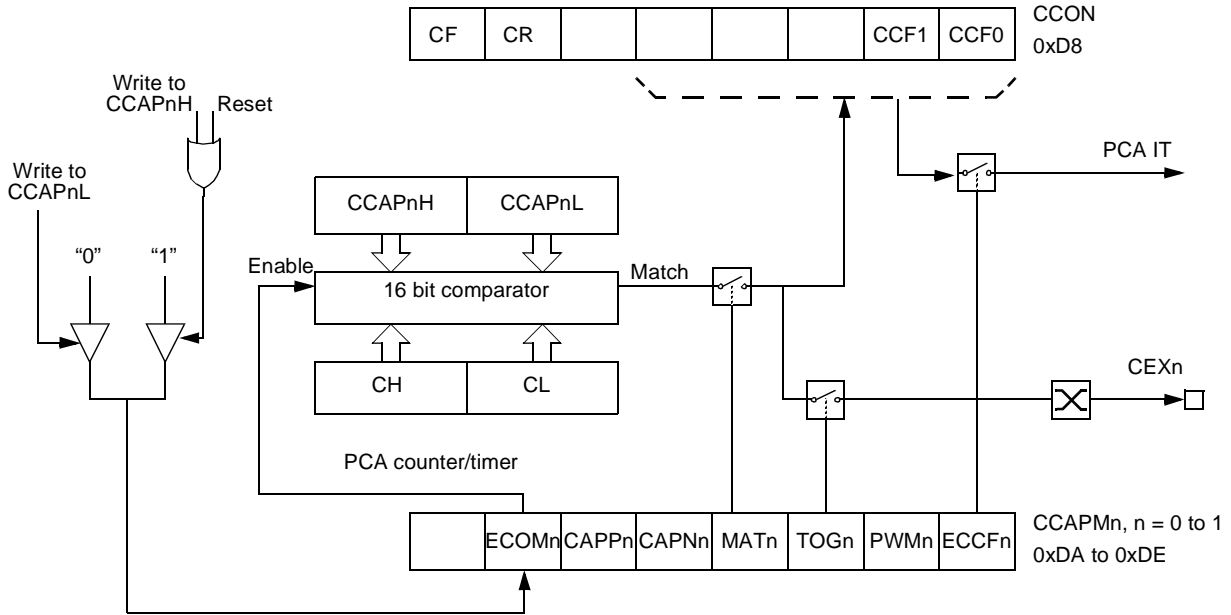 CF CR CCF1 CCF0
CCON
0xD8
Write to
CCAPnH
Reset
Write to
CCAPnL
PCA IT
CCAPnH CCAPnL
“0” “1”
Enable
16 bit comparator
Match
CH CL
CEXn
PCA counter/timer
ECOMn CAPPn CAPNn MATn TOGn PWMn ECCFn
CCAPMn, n = 0 to 1
0xDA to 0xDE